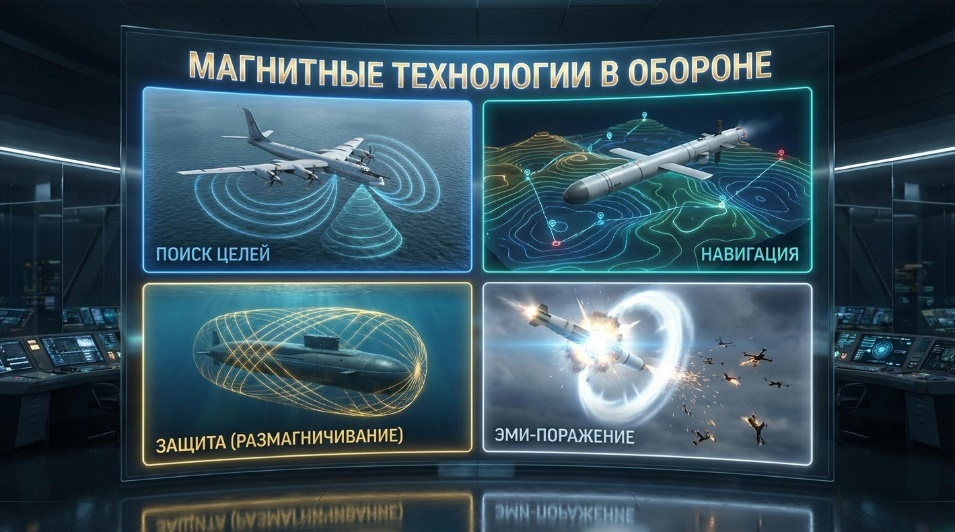 МАГНИТНЫЕ ТЕХНОЛОГИИ В ОБОРОНЕ
ПОИСК ЦЕЛЕЙ
НАВИГАЦИЯ
ЗАЩИТА (РАЗМАГНИЧИВАНИЕ)
ЭМИ-ПОРАЖЕНИЕ